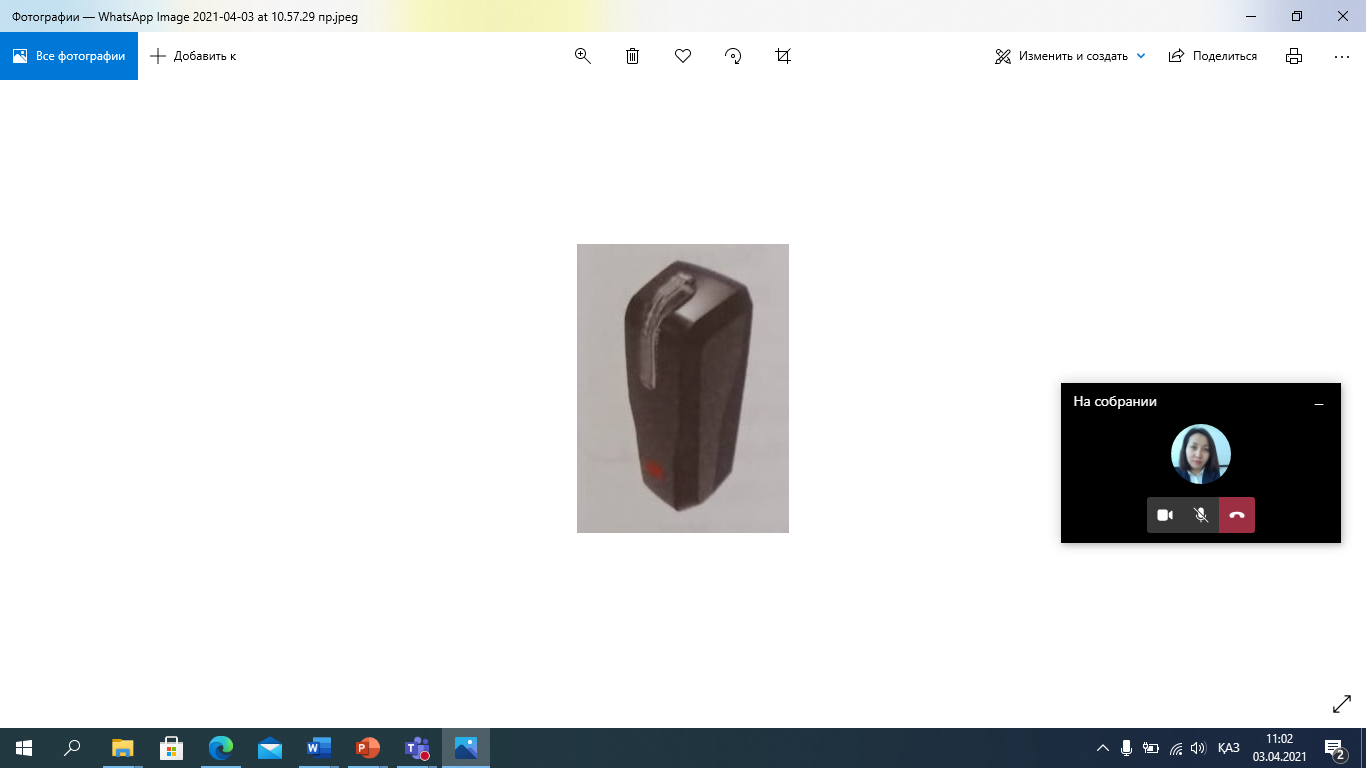 Фотографии — WhatsApp Image 2021-04-03 at 10.57.29 пр.jpeg
Все фотографии
Добавить к
Изменить и создать
Поделиться
На собрании
ҚАЗ
11:02
03.04.2021
2